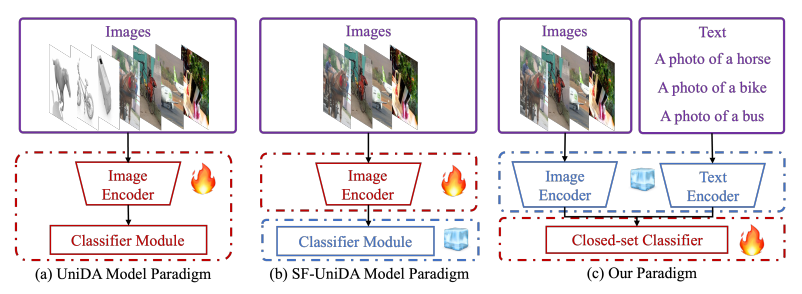 Images
Image
Encoder
Classifier Module
(a) UniDA Model Paradigm
Images
Image
Encoder
Classifier Module
(b) SF-UniDA Model Paradigm
Images
Text
A photo of a horse
A photo of a bike
A photo of a bus
Image
Encoder
Text
Encoder
Closed-set Classifier
(c) Our Paradigm